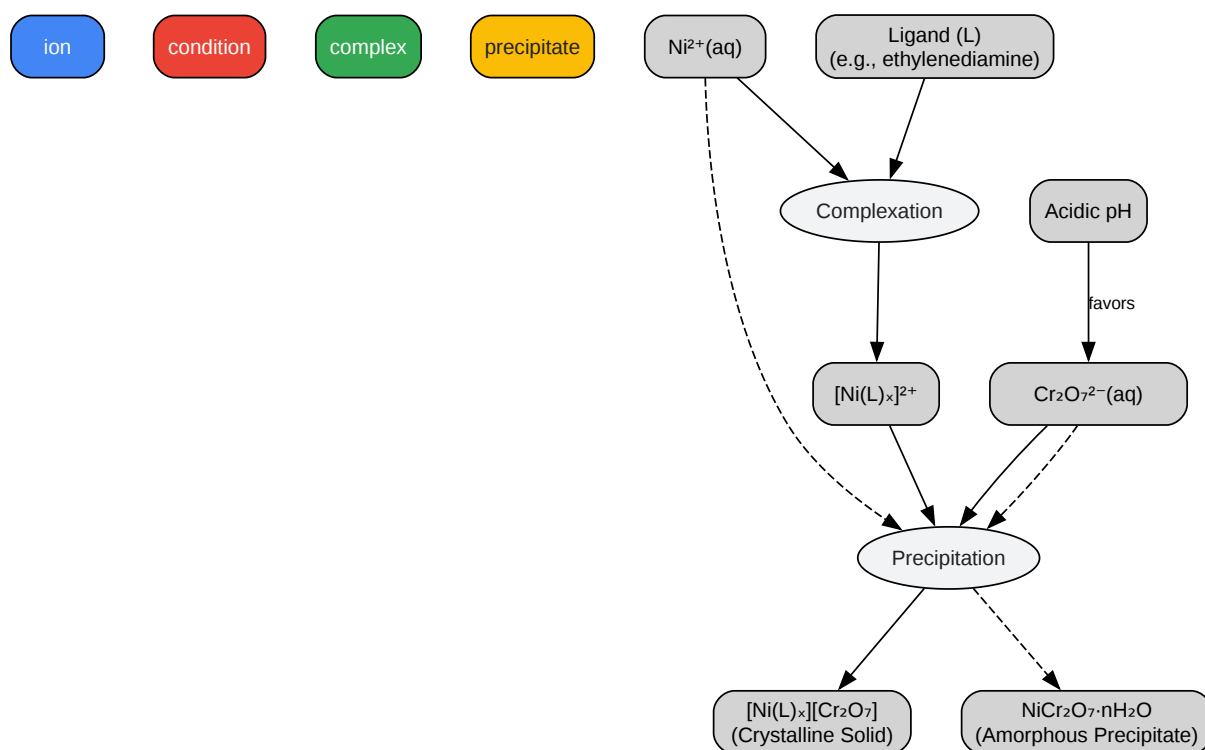 ion
condition
complex
precipitate
Ni²⁺(aq)
Ligand (L)
(e.g., ethylenediamine)
Complexation
Acidic pH
favors
[Ni(L)ₓ]²⁺
Cr₂O₇²⁻(aq)
Precipitation
[Ni(L)ₓ][Cr₂O₇]
(Crystalline Solid)
NiCr₂O₇·nH₂O
(Amorphous Precipitate)